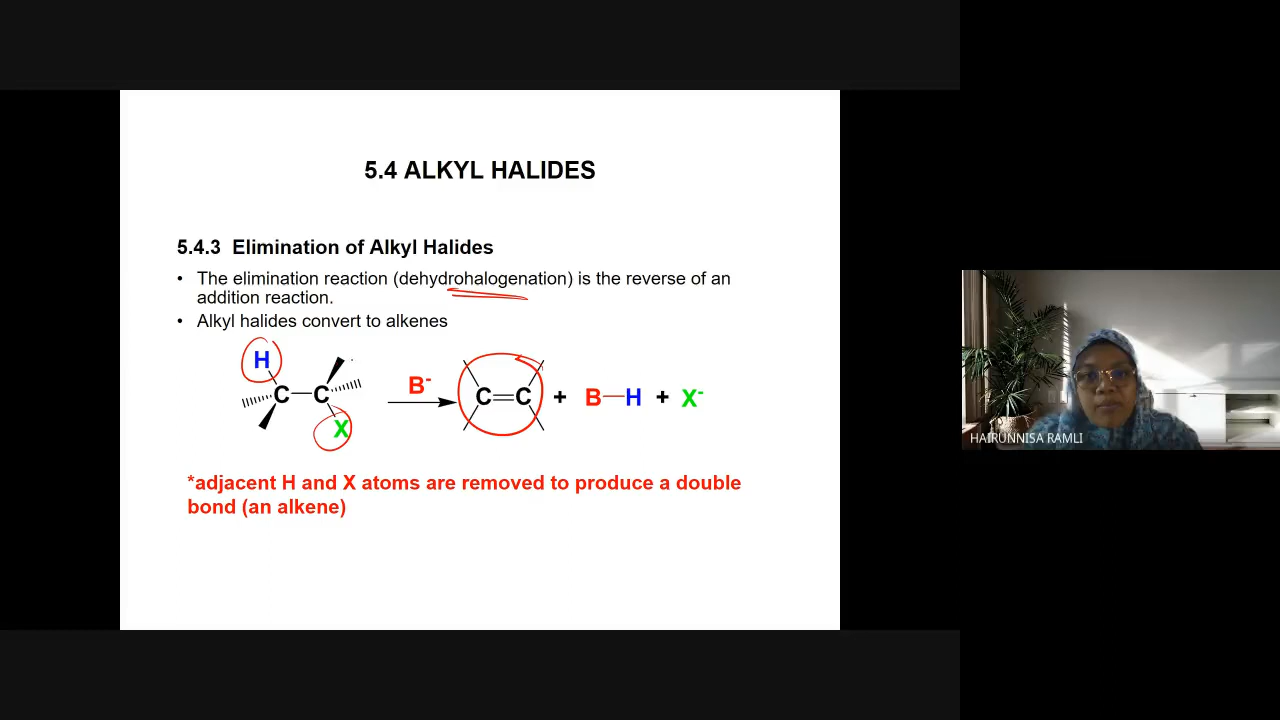 5.4 ALKYL HALIDES
5.4.3 Elimination of Alkyl Halides
• The elimination reaction (dehydrohalogenation) is the reverse of an
addition reaction.
• Alkyl halides convert to alkenes
H
C C
X
B-
C C + B H + X-
*adjacent H and X atoms are removed to produce a double
bond (an alkene)
HAIRUNNISA RAMLI